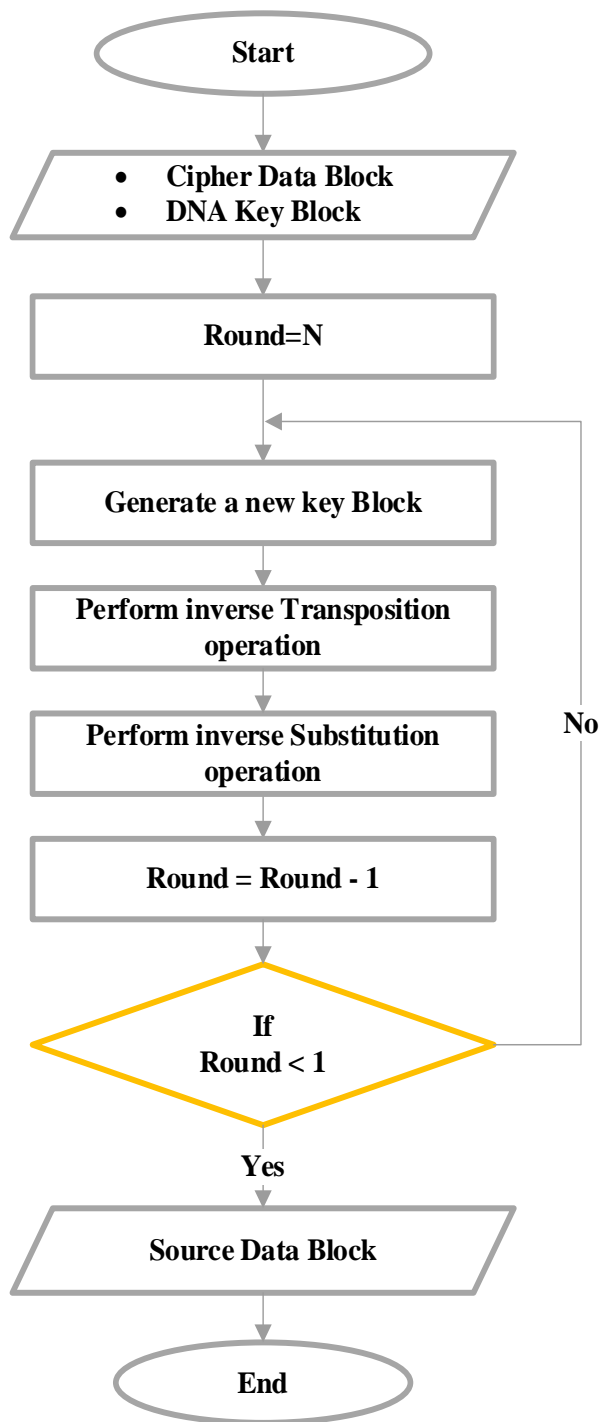 Start
• Cipher Data Block
• DNA Key Block
Round=N
Generate a new key Block
Perform inverse Transposition
operation
Perform inverse Substitution
operation
No
Round = Round - 1
If
Round < 1
Yes
Source Data Block
End